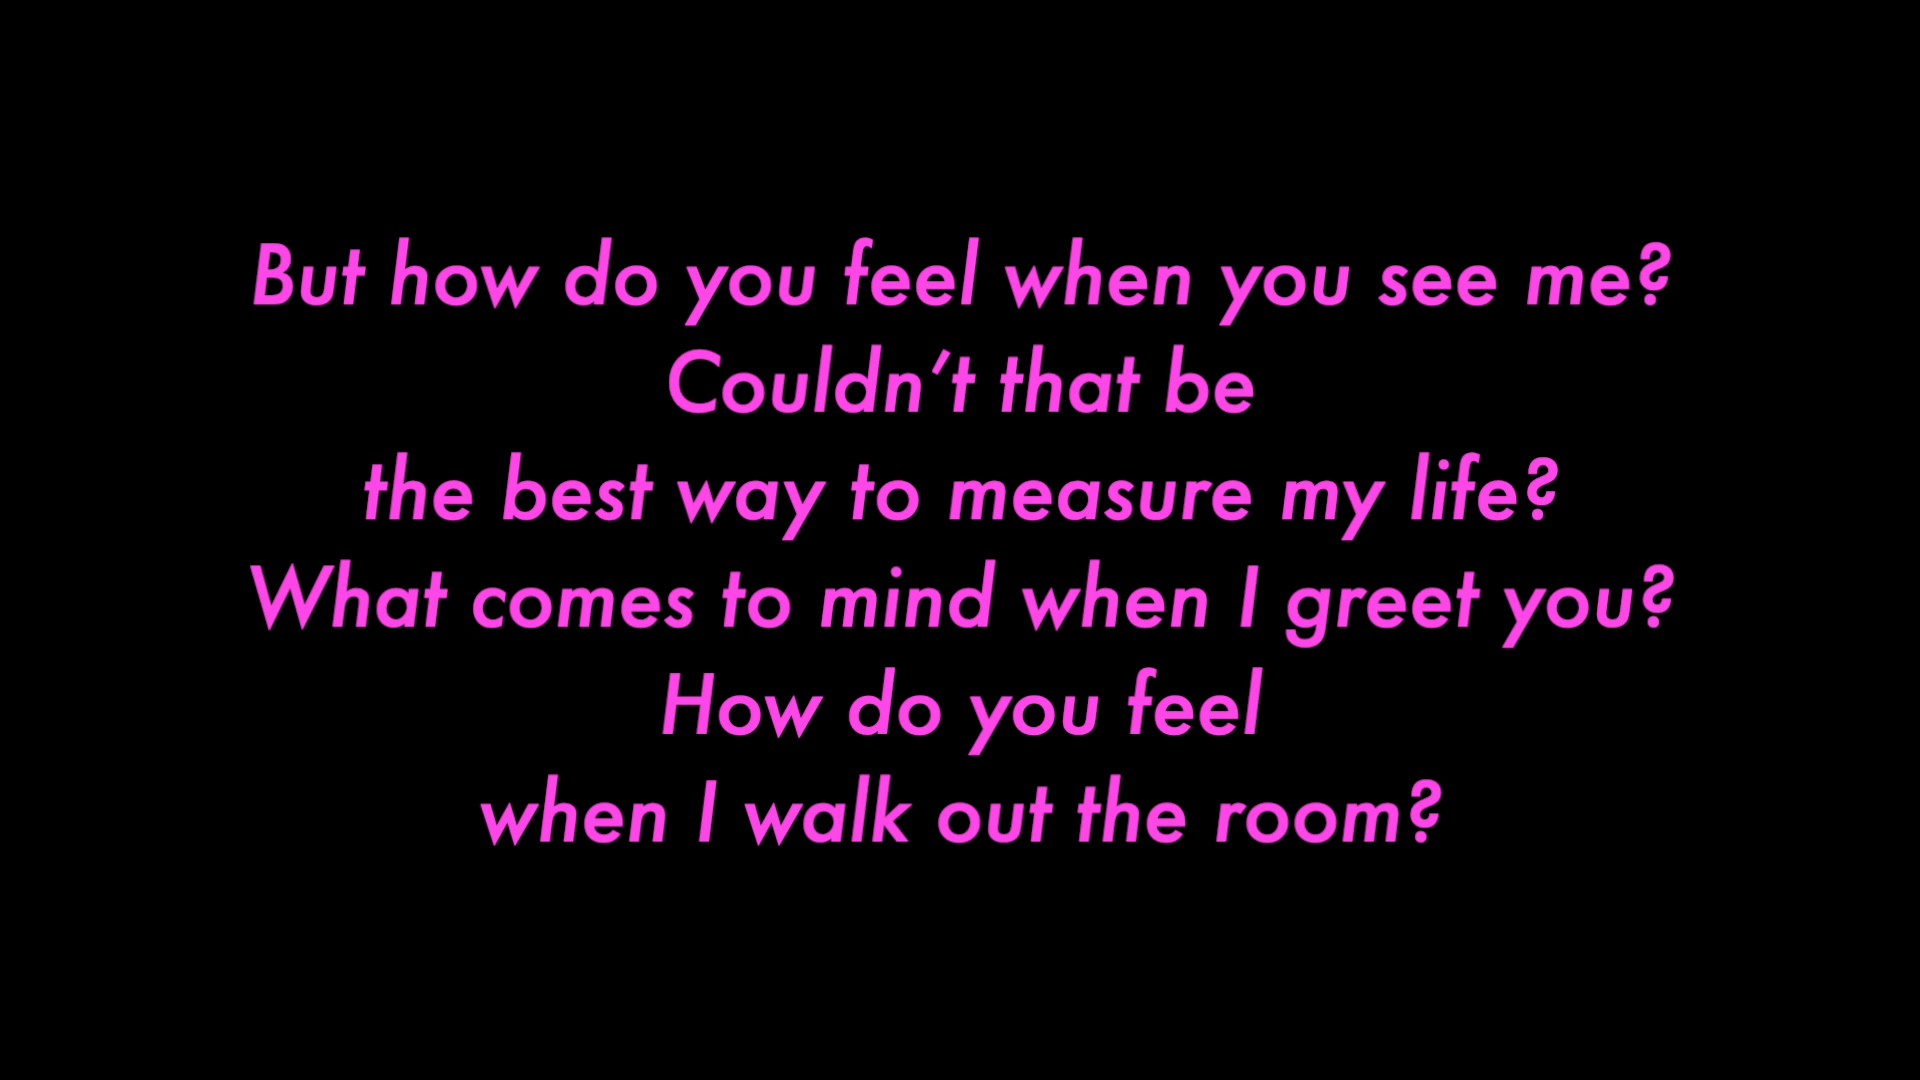 But how do you feel when you see me?
Couldn’t that be
the best way to measure my life?
What comes to mind when I greet you?
How do you feel
when I walk out the room?